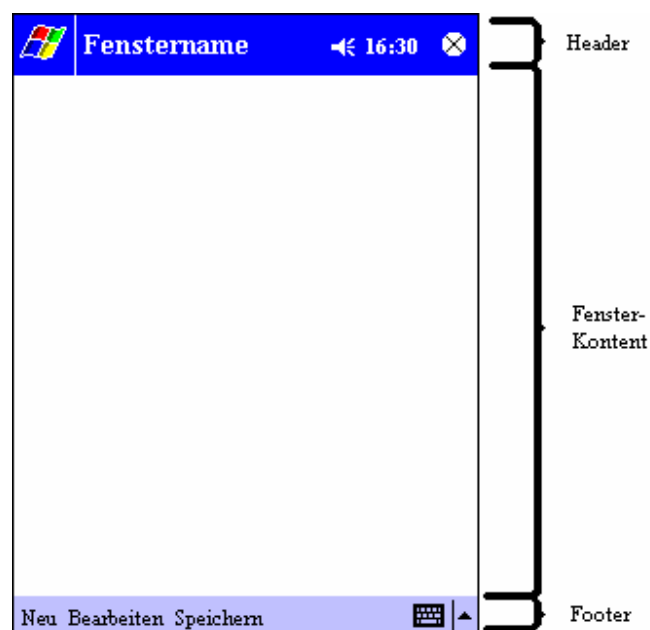 Fenstername 16:30
Header
Fenster-
Kontent
Neu Bearbeiten Speichern
Footer